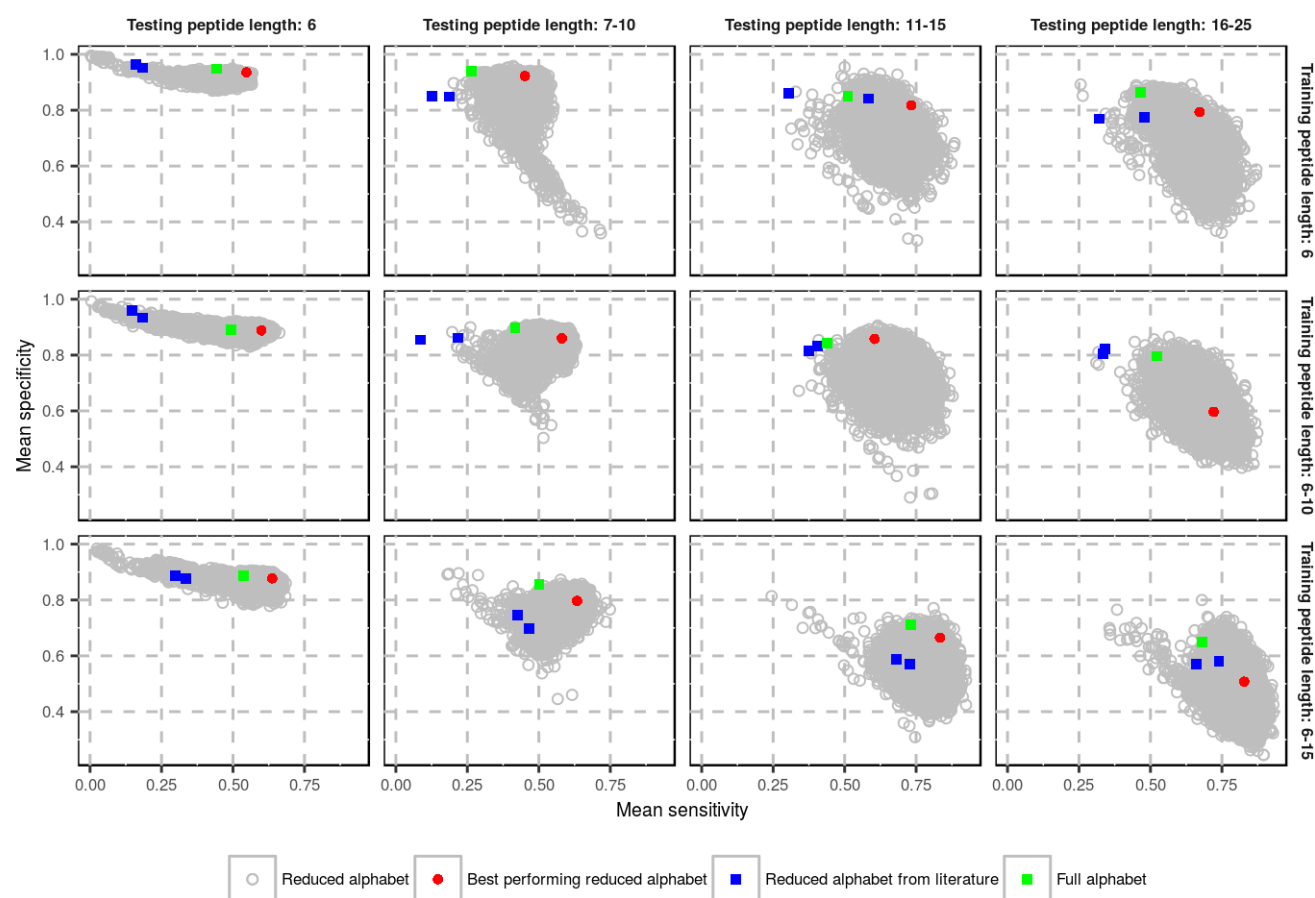 Testing peptide length: 6
Testing peptide length: 7-10
Testing peptide length: 11-15
Testing peptide length: 16-25
1.0
0.8
0.6
0.4
Training peptide length: 6
1.0
0.8
0.6
0.4
Training peptide length: 6-10
1.0
0.8
0.6
0.4
Training peptide length: 6-15
Mean specificity
0.00 0.25 0.50 0.75
0.00 0.25 0.50 0.75
0.00 0.25 0.50 0.75
0.00 0.25 0.50 0.75
Mean sensitivity
Reduced alphabet Best performing reduced alphabet Reduced alphabet from literature Full alphabet